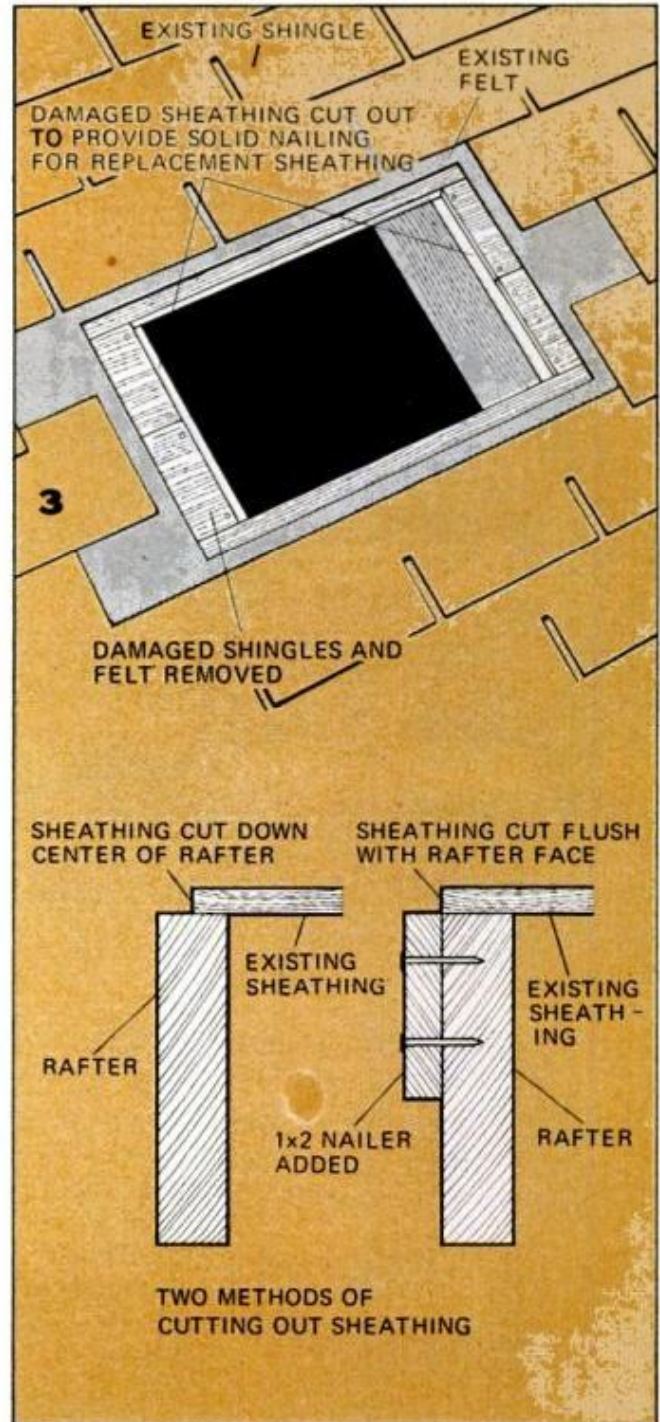 EXISTING SHINGLE
EXISTING
FELT
DAMAGED SHEATHING CUT OUT
TO PROVIDE SOLID NAILING
FOR REPLACEMENT SHEATHING
3
DAMAGED SHINGLES AND
FELT REMOVED
SHEATHING CUT DOWN
CENTER OF RAFTER
EXISTING
SHEATHING
RAFTER
SHEATHING CUT FLUSH
WITH RAFTER FACE
EXISTING
SHEATH-
ING
1x2 NAILER
ADDED
RAFTER
TWO METHODS OF
CUTTING OUT SHEATHING